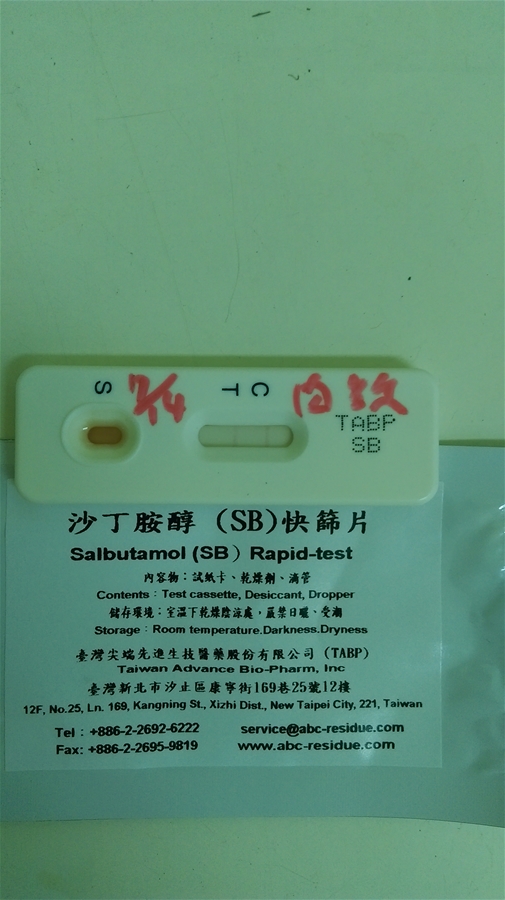 S
7/14
T
C
肉
TABP
SB
沙丁胺醇 (SB)快篩片
Salbutamol (SB) Rapid-test
內容物：試紙卡、乾燥劑、滴管
Contents：Test cassette, Desiccant, Dropper
儲存環境：室溫下乾燥陰涼處，嚴禁日曬、受潮
Storage：Room temperature.Darkness.Dryness
臺灣尖端先進生技醫藥股份有限公司 (TABP)
Taiwan Advance Bio-Pharm, Inc
臺灣新北市汐止區康寧街169巷25號12樓
12F, No.25, Ln. 169, Kangning St., Xizhi Dist., New Taipei City, 221, Taiwan
Tel：+886-2-2692-6222 service@abc-residue.com
Fax: +886-2-2695-9819 www.abc-residue.com